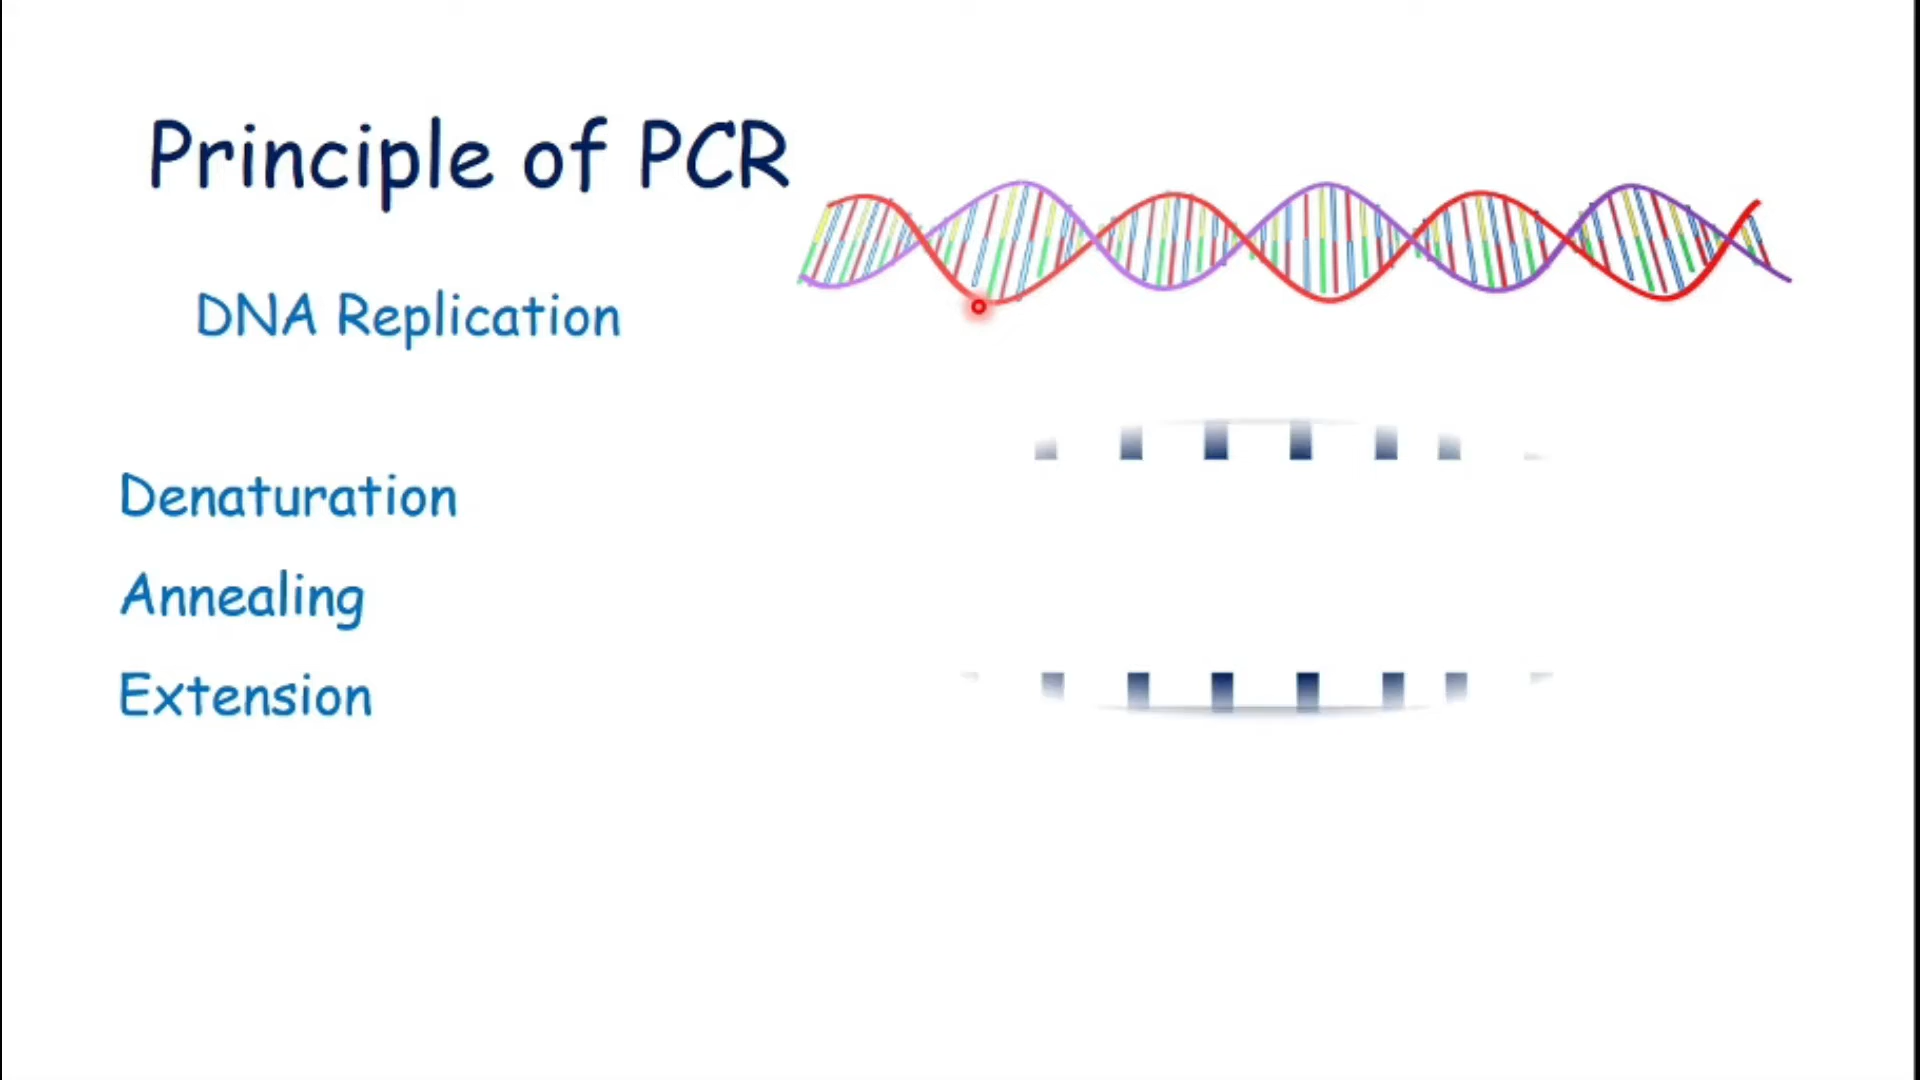 Principle of PCR
DNA Replication
Denaturation
Annealing
Extension